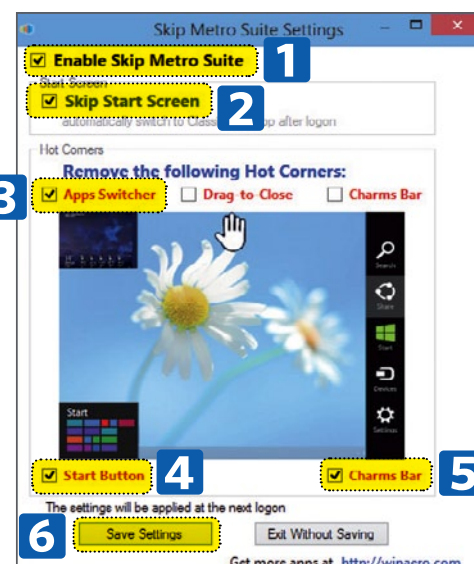 Skip Metro Suite Settings
Enable Skip Metro Suite 1
Start Screen
Skip Start Screen 2
automatically switch to after logon
Hot Corners
Remove the following Hot Corners:
3 Apps Switcher Drag-to-Close Charms Bar
Search
Share
Start
Devices
Settings
Start
Start Button 4 Charms Bar 5
The settings will be applied at the next logon
6 Save Settings Exit Without Saving
Get more apps at http://winaero.com